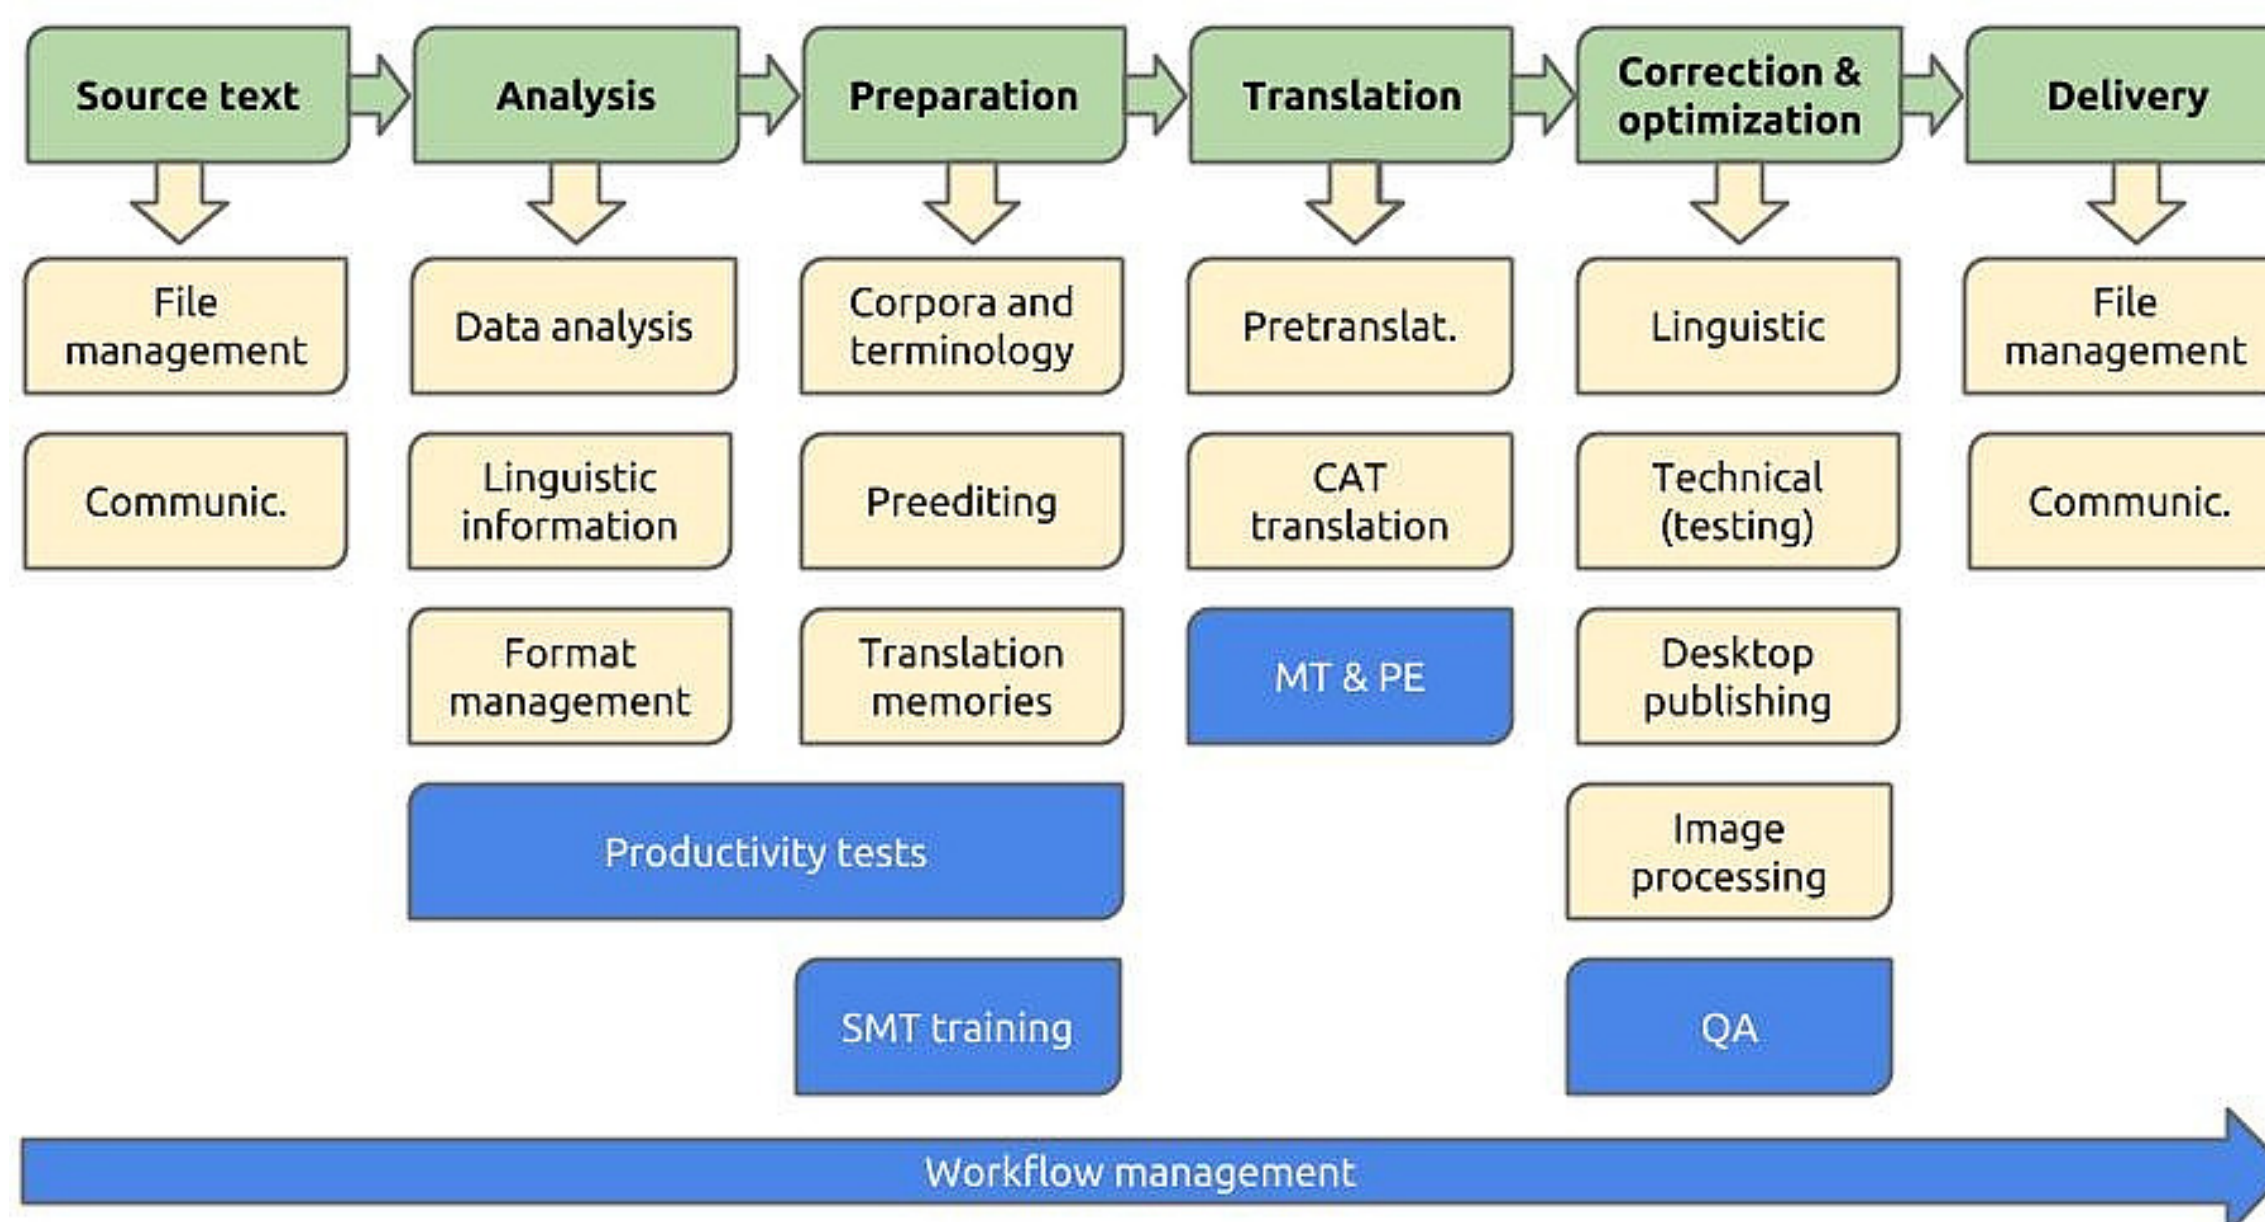 Source text
Analysis
Preparation
Translation
Correction &
optimization
Delivery
File
management
Data analysis
Corpora and
terminology
Pretranslat.
Linguistic
File
management
Communic.
Linguistic
information
Preediting
CAT
translation
Technical
(testing)
Communic.
Format
management
Translation
memories
MT & PE
Desktop
publishing
Productivity tests
Image
processing
SMT training
QA
Workflow management